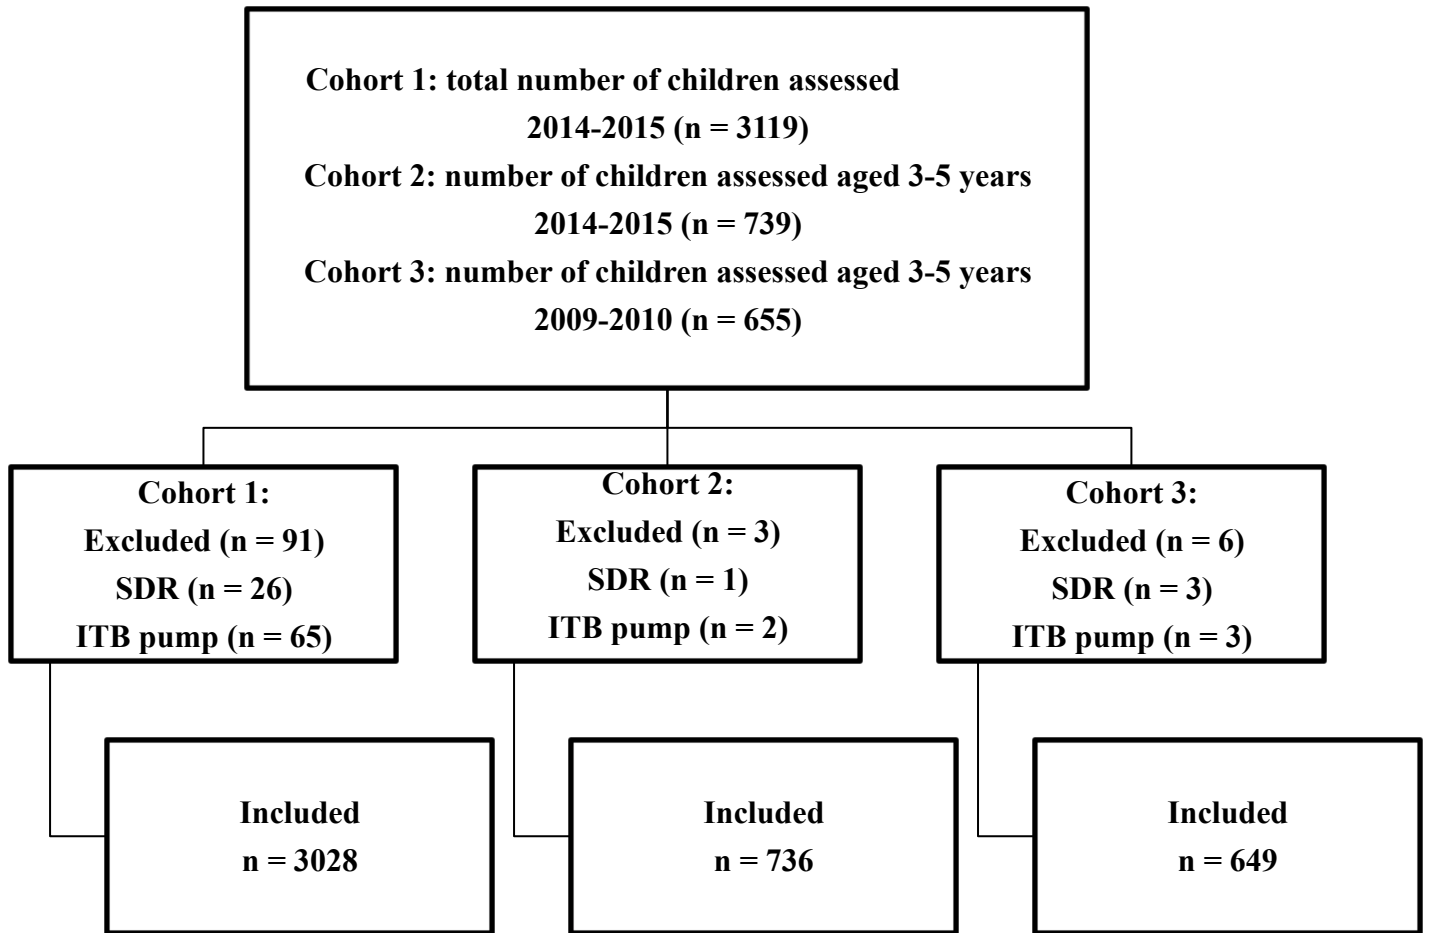 Cohort 1: total number of children assessed
2014-2015 (n = 3119)
Cohort 2: number of children assessed aged 3-5 years
2014-2015 (n = 739)
Cohort 3: number of children assessed aged 3-5 years
2009-2010 (n = 655)
Cohort 1:
Excluded (n = 91)
SDR (n = 26)
ITB pump (n = 65)
Cohort 2:
Excluded (n = 3)
SDR (n = 1)
ITB pump (n = 2)
Cohort 3:
Excluded (n = 6)
SDR (n = 3)
ITB pump (n = 3)
Included
n = 3028
Included
n = 736
Included
n = 649